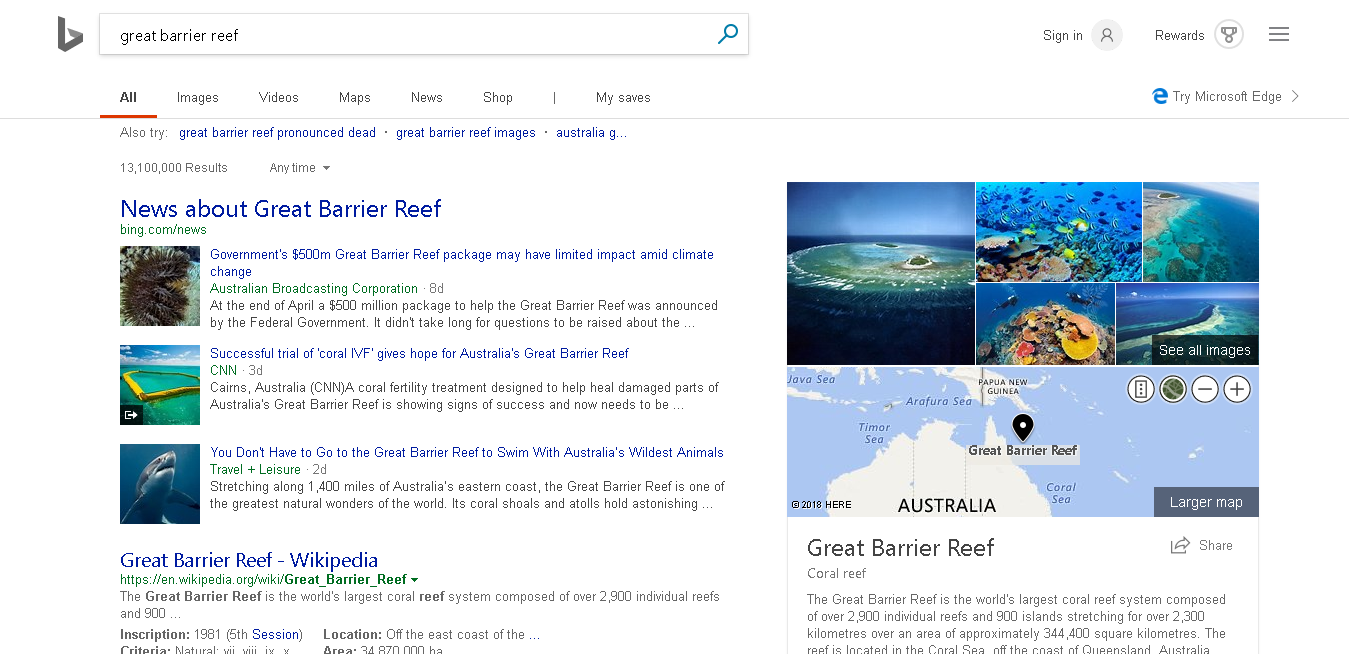 great barrier reef
Sign in
Rewards
All
Images
Videos
Maps
News
Shop
|
My saves
Try Microsoft Edge
Also try: great barrier reef pronounced dead · great barrier reef images · australia g...
13,100,000 Results
Any time
News about Great Barrier Reef
bing.com/news
Government's $500m Great Barrier Reef package may have limited impact amid climate
change
Australian Broadcasting Corporation · 8d
At the end of April a $500 million package to help the Great Barrier Reef was announced
by the Federal Government. It didn't take long for questions to be raised about the ...
Successful trial of 'coral IVF' gives hope for Australia's Great Barrier Reef
CNN · 3d
Cairns, Australia (CNN)A coral fertility treatment designed to help heal damaged parts of
Australia's Great Barrier Reef is showing signs of success and now needs to be ...
You Don't Have to Go to the Great Barrier Reef to Swim With Australia's Wildest Animals
Travel + Leisure · 2d
Stretching along 1,400 miles of Australia's eastern coast, the Great Barrier Reef is one of
the greatest natural wonders of the world. Its coral shoals and atolls hold astonishing ...
Great Barrier Reef - Wikipedia
https://en.wikipedia.org/wiki/Great_Barrier_Reef
The Great Barrier Reef is the world's largest coral reef system composed of over 2,900 individual reefs
and 900 ...
Inscription: 1981 (5th Session)
Location: Off the east coast of the ...
Criteria: Natural: vii, viii, ix, x
Area: 34,870,000 ha
See all images
Java Sea
PAPUA NEW
GUINEA
Arafura Sea
Timor
Sea
Great Barrier Reef
Coral
Sea
© 2018 HERE
AUSTRALIA
Larger map
Great Barrier Reef
Share
Coral reef
The Great Barrier Reef is the world's largest coral reef system composed
of over 2,900 individual reefs and 900 islands stretching for over 2,300
kilometres over an area of approximately 344,400 square kilometres. The
reef is located in the Coral Sea, off the coast of Queensland, Australia